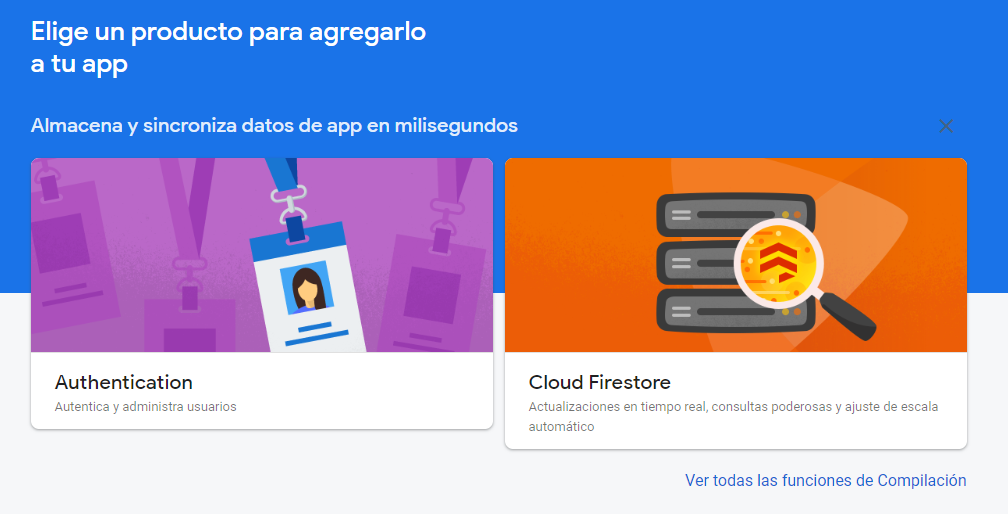 Elige un producto para agregarlo
a tu app
Almacena y sincroniza datos de app en milisegundos
Authentication
Autentica y administra usuarios
Cloud Firestore
Actualizaciones en tiempo real, consultas poderosas y ajuste de escala
automático
Ver todas las funciones de Compilación